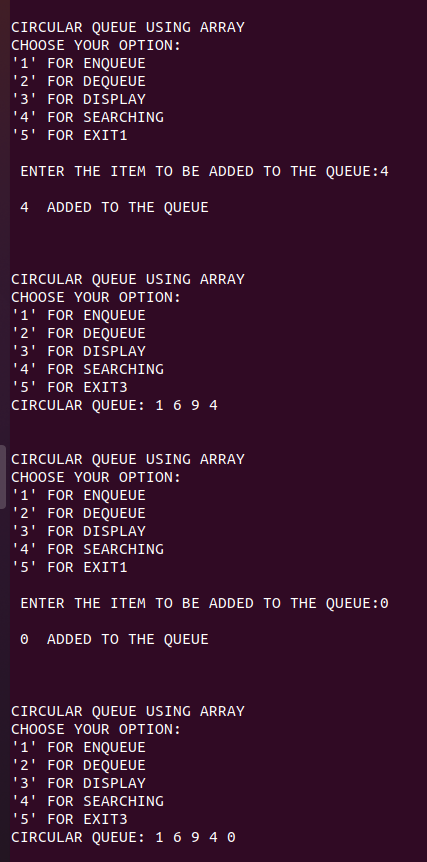 CIRCULAR QUEUE USING ARRAY
CHOOSE YOUR OPTION:
'1' FOR ENQUEUE
'2' FOR DEQUEUE
'3' FOR DISPLAY
'4' FOR SEARCHING
'5' FOR EXIT1
ENTER THE ITEM TO BE ADDED TO THE QUEUE:4
4  ADDED TO THE QUEUE
CIRCULAR QUEUE USING ARRAY
CHOOSE YOUR OPTION:
'1' FOR ENQUEUE
'2' FOR DEQUEUE
'3' FOR DISPLAY
'4' FOR SEARCHING
'5' FOR EXIT3
CIRCULAR QUEUE: 1 6 9 4
CIRCULAR QUEUE USING ARRAY
CHOOSE YOUR OPTION:
'1' FOR ENQUEUE
'2' FOR DEQUEUE
'3' FOR DISPLAY
'4' FOR SEARCHING
'5' FOR EXIT1
ENTER THE ITEM TO BE ADDED TO THE QUEUE:0
0  ADDED TO THE QUEUE
CIRCULAR QUEUE USING ARRAY
CHOOSE YOUR OPTION:
'1' FOR ENQUEUE
'2' FOR DEQUEUE
'3' FOR DISPLAY
'4' FOR SEARCHING
'5' FOR EXIT3
CIRCULAR QUEUE: 1 6 9 4 0